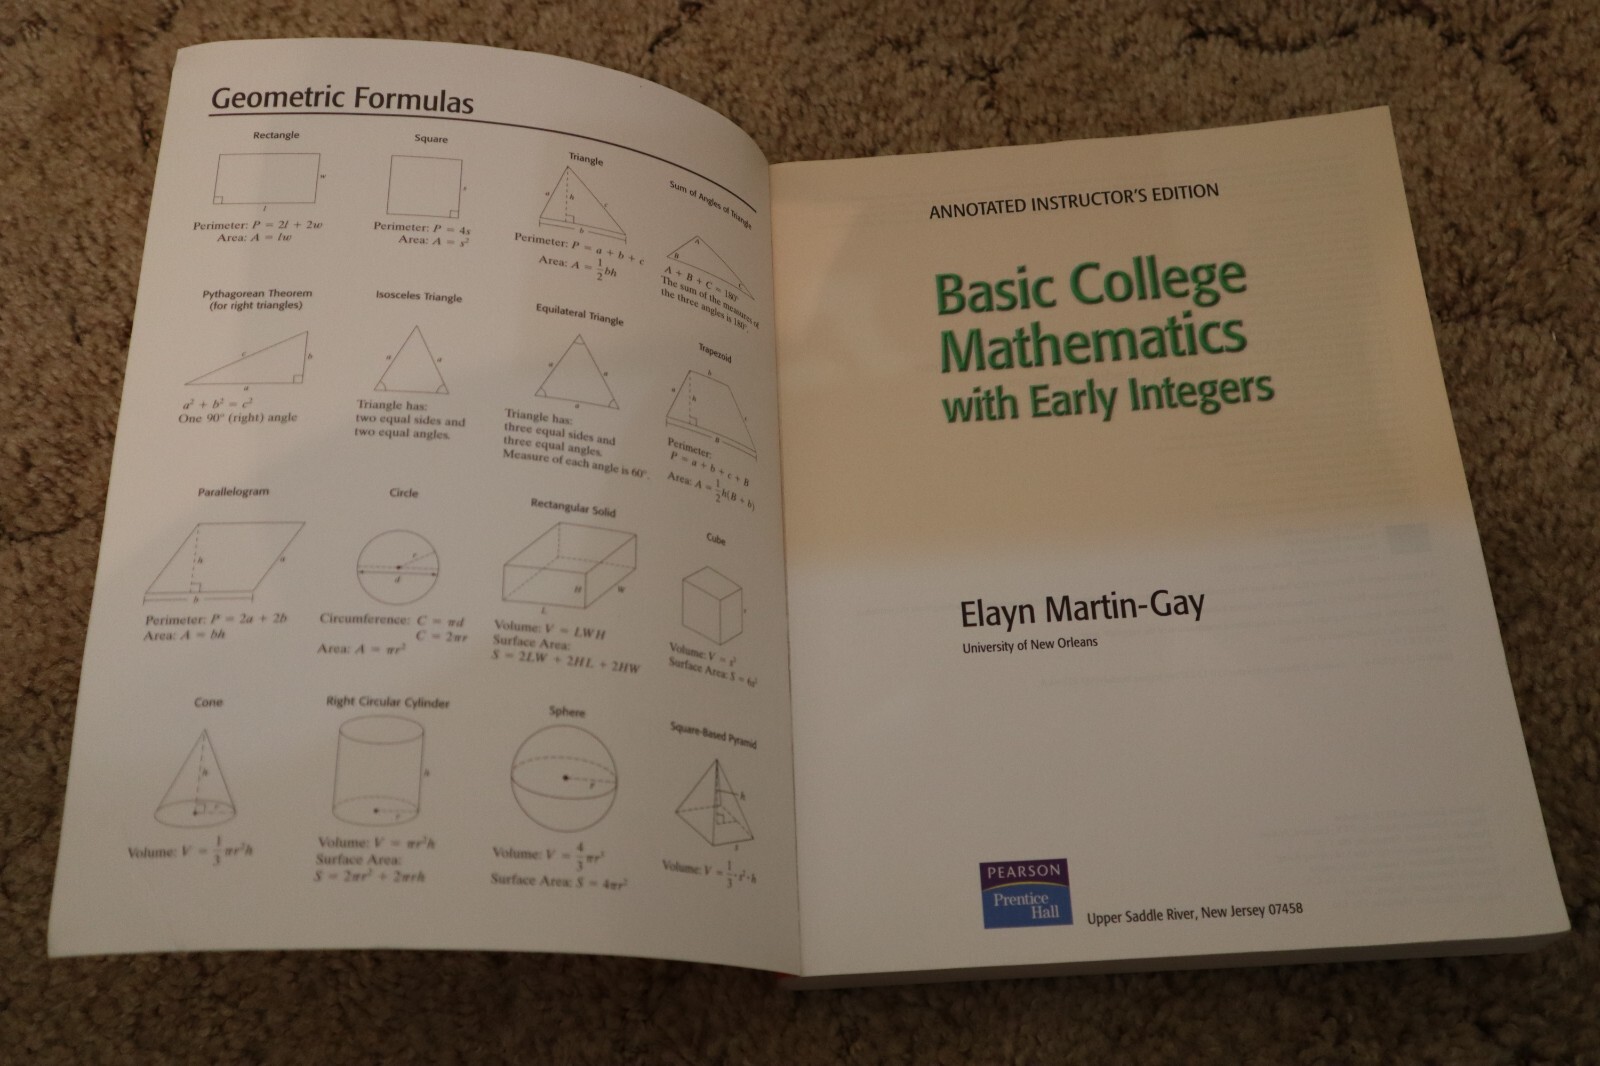 Geometric Formulas
Rectangle
w
l
Perimeter: P = 2l + 2w
Area: A = lw
Square
s
Perimeter: P = 4s
Area: A = s²
Triangle
a
h
c
b
Perimeter: P = a + b + c
Area: A = 1/2 bh
Sum of Angles of Triangle
A
B
C
A + B + C = 180°
The sum of the measures of
the three angles is 180°.
Pythagorean Theorem
(for right triangles)
c
b
a
a² + b² = c²
One 90° (right) angle
Isosceles Triangle
a
a
Triangle has:
two equal sides and
two equal angles.
Equilateral Triangle
a
a
a
Triangle has:
three equal sides and
three equal angles.
Measure of each angle is 60°.
Trapezoid
b
a
h
c
B
Perimeter:
P = a + b + c + B
Area: A = 1/2 h(B + b)
Parallelogram
h
a
b
Perimeter: P = 2a + 2b
Area: A = bh
Circle
r
d
Circumference: C = πd
C = 2πr
Area: A = πr²
Rectangular Solid
H
W
L
Volume: V = LWH
Surface Area:
S = 2LW + 2HL + 2HW
Cube
s
Volume: V = s³
Surface Area: S = 6s²
Cone
h
r
Volume: V = 1/3 πr²h
Right Circular Cylinder
h
r
Volume: V = πr²h
Surface Area:
S = 2πr² + 2πrh
Sphere
r
Volume: V = 4/3 πr³
Surface Area: S = 4πr²
Square-Based Pyramid
h
s
Volume: V = 1/3 · s² · h
ANNOTATED INSTRUCTOR'S EDITION
Basic College
Mathematics
with Early Integers
Elayn Martin-Gay
University of New Orleans
PEARSON
Prentice
Hall
Upper Saddle River, New Jersey 07458